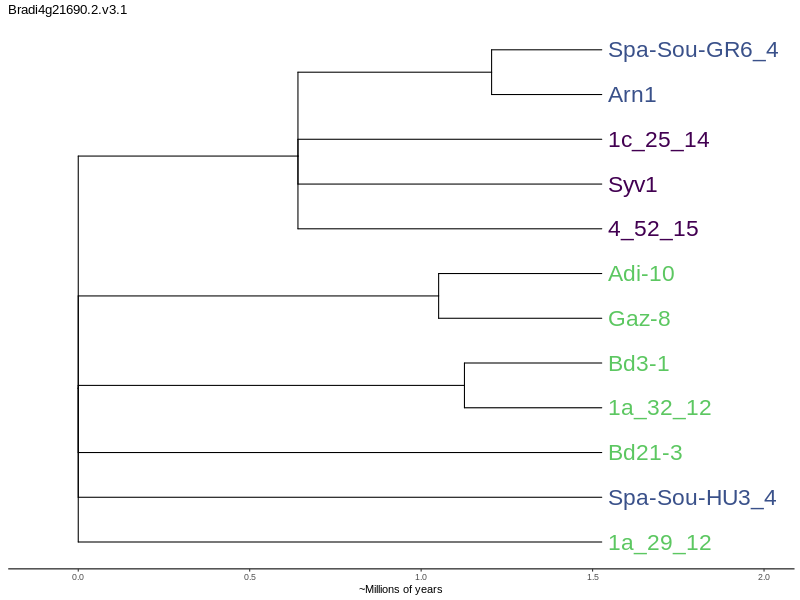 Bradi4g21690.2.v3.1
Spa-Sou-GR6_4
Arn1
1c_25_14
Syv1
4_52_15
Adi-10
Gaz-8
Bd3-1
1a_32_12
Bd21-3
Spa-Sou-HU3_4
1a_29_12
0.0 0.5 1.0 1.5 2.0
~Millions of years